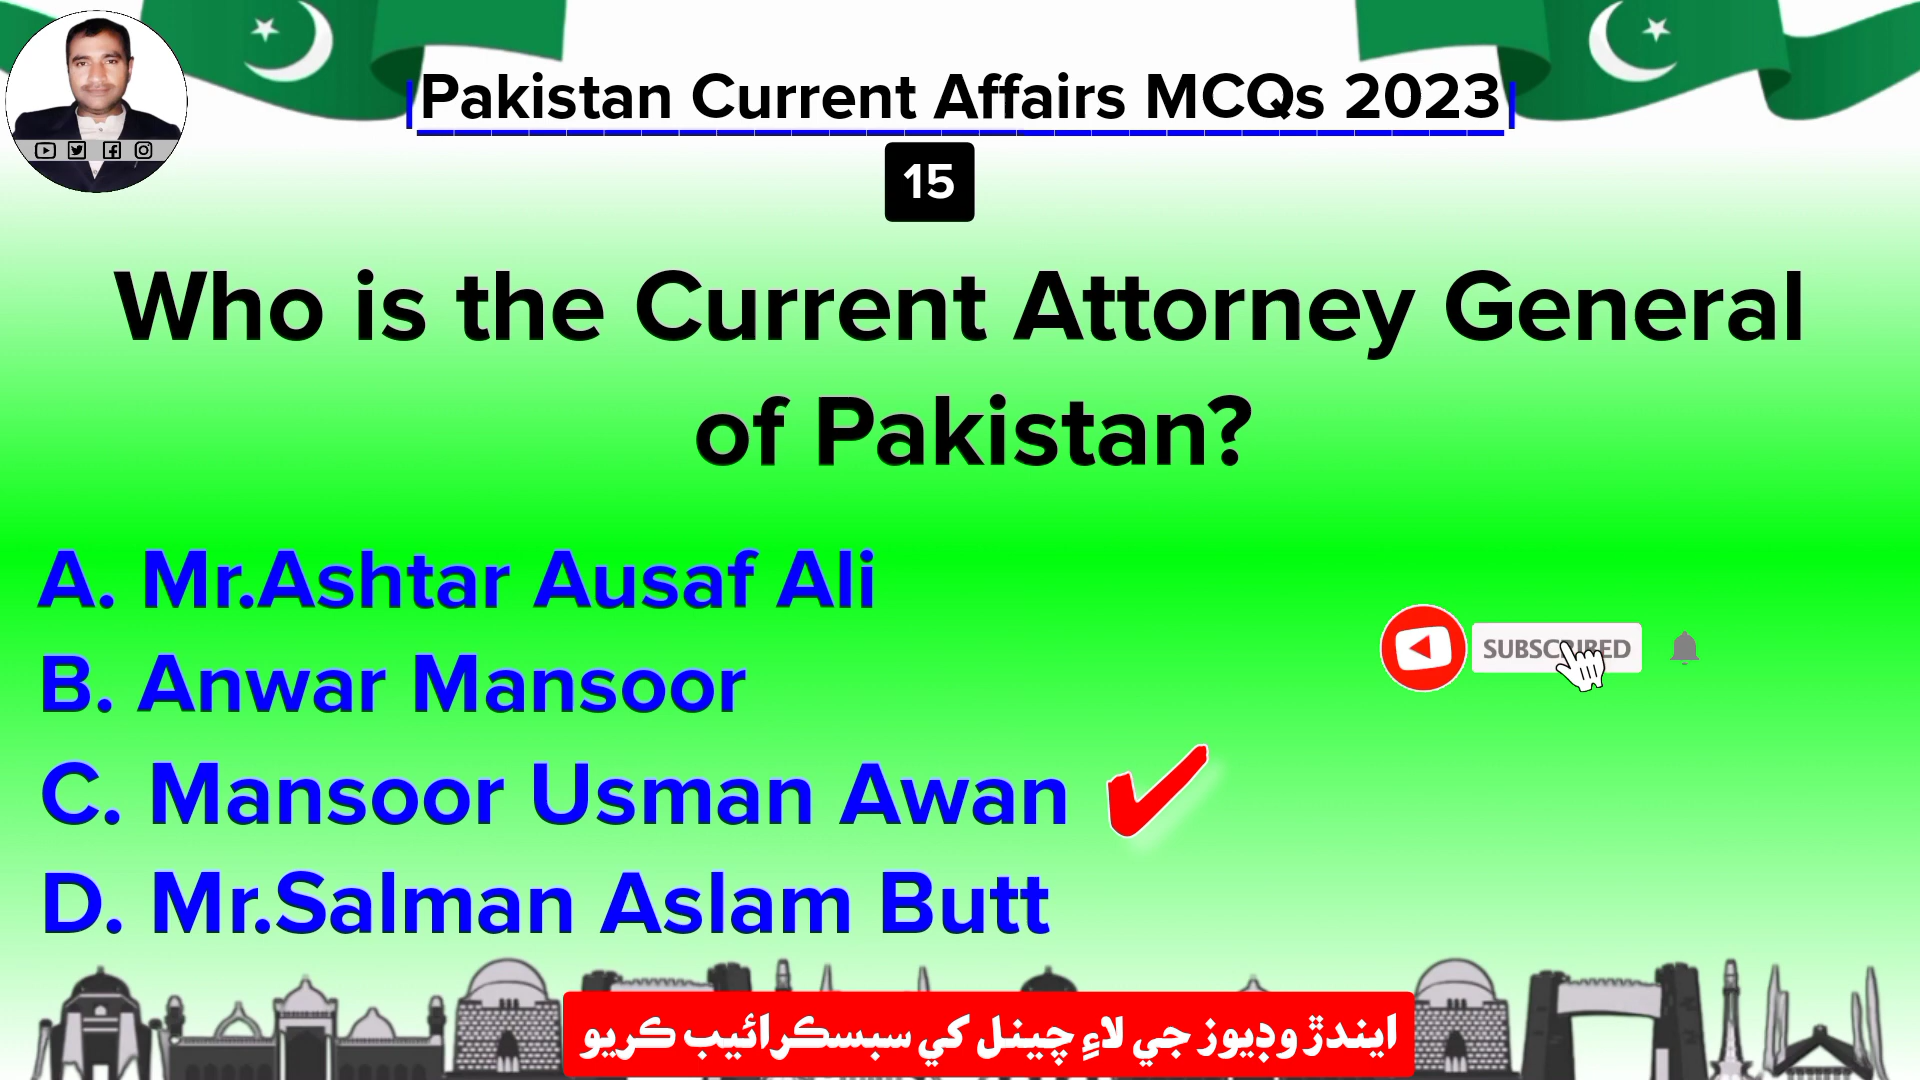 |Pakistan Current Affairs MCQs 2023|
15
Who is the Current Attorney General
of Pakistan?
A. Mr.Ashtar Ausaf Ali
B. Anwar Mansoor
SUBSCRIBED
C. Mansoor Usman Awan ✔
D. Mr.Salman Aslam Butt
ايندڙ وڊيوز جي لاءِ چينل کي سبسڪرائيب ڪريو